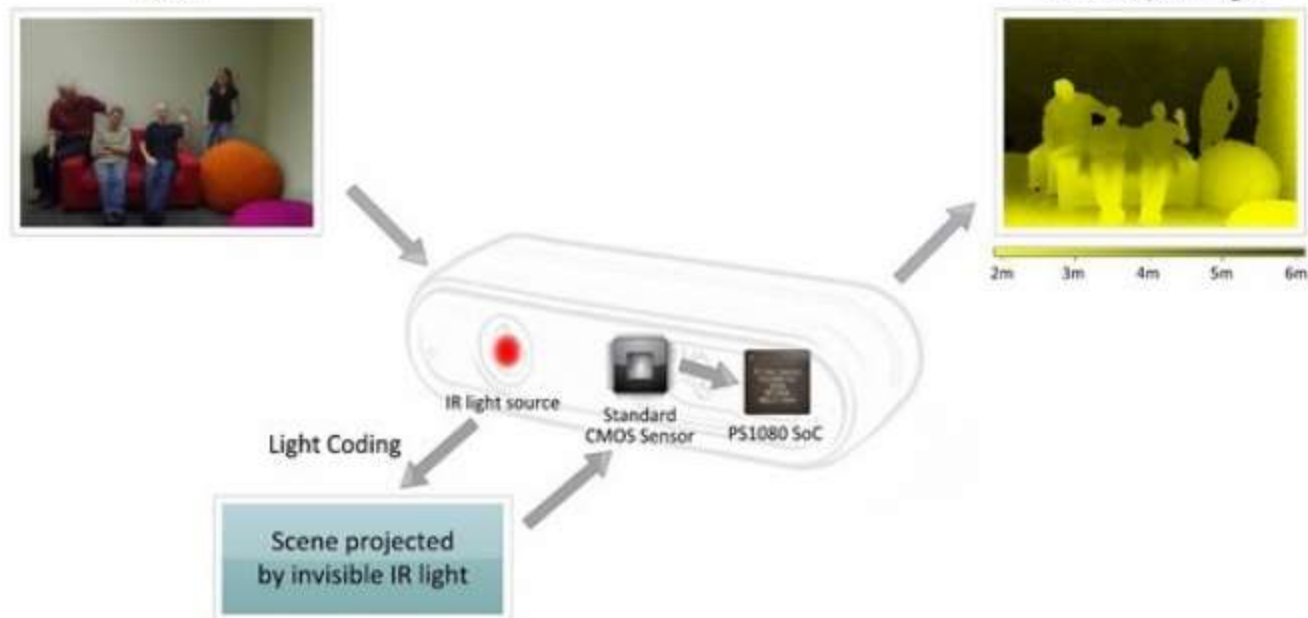 2m 3m 4m 5m 6m
IR light source
Standard
CMOS Sensor
PS1080 SoC
Light Coding
Scene projected
by invisible IR light